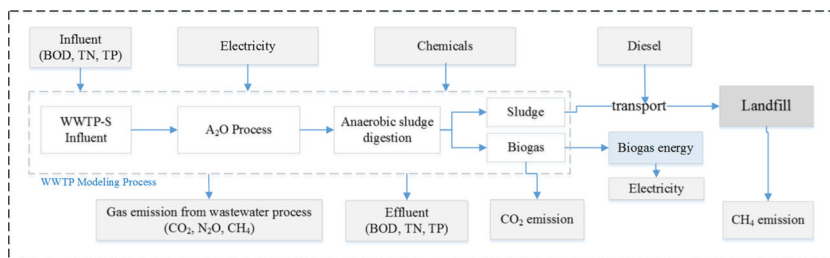 Influent
(BOD, TN, TP)
Electricity
Chemicals
Diesel
WWTP-S
Influent
A₂O Process
Anaerobic sludge
digestion
Sludge
Biogas
transport
Landfill
Biogas energy
Electricity
WWTP Modeling Process
Gas emission from wastewater process
(CO₂, N₂O, CH₄)
Effluent
(BOD, TN, TP)
CO₂ emission
CH₄ emission